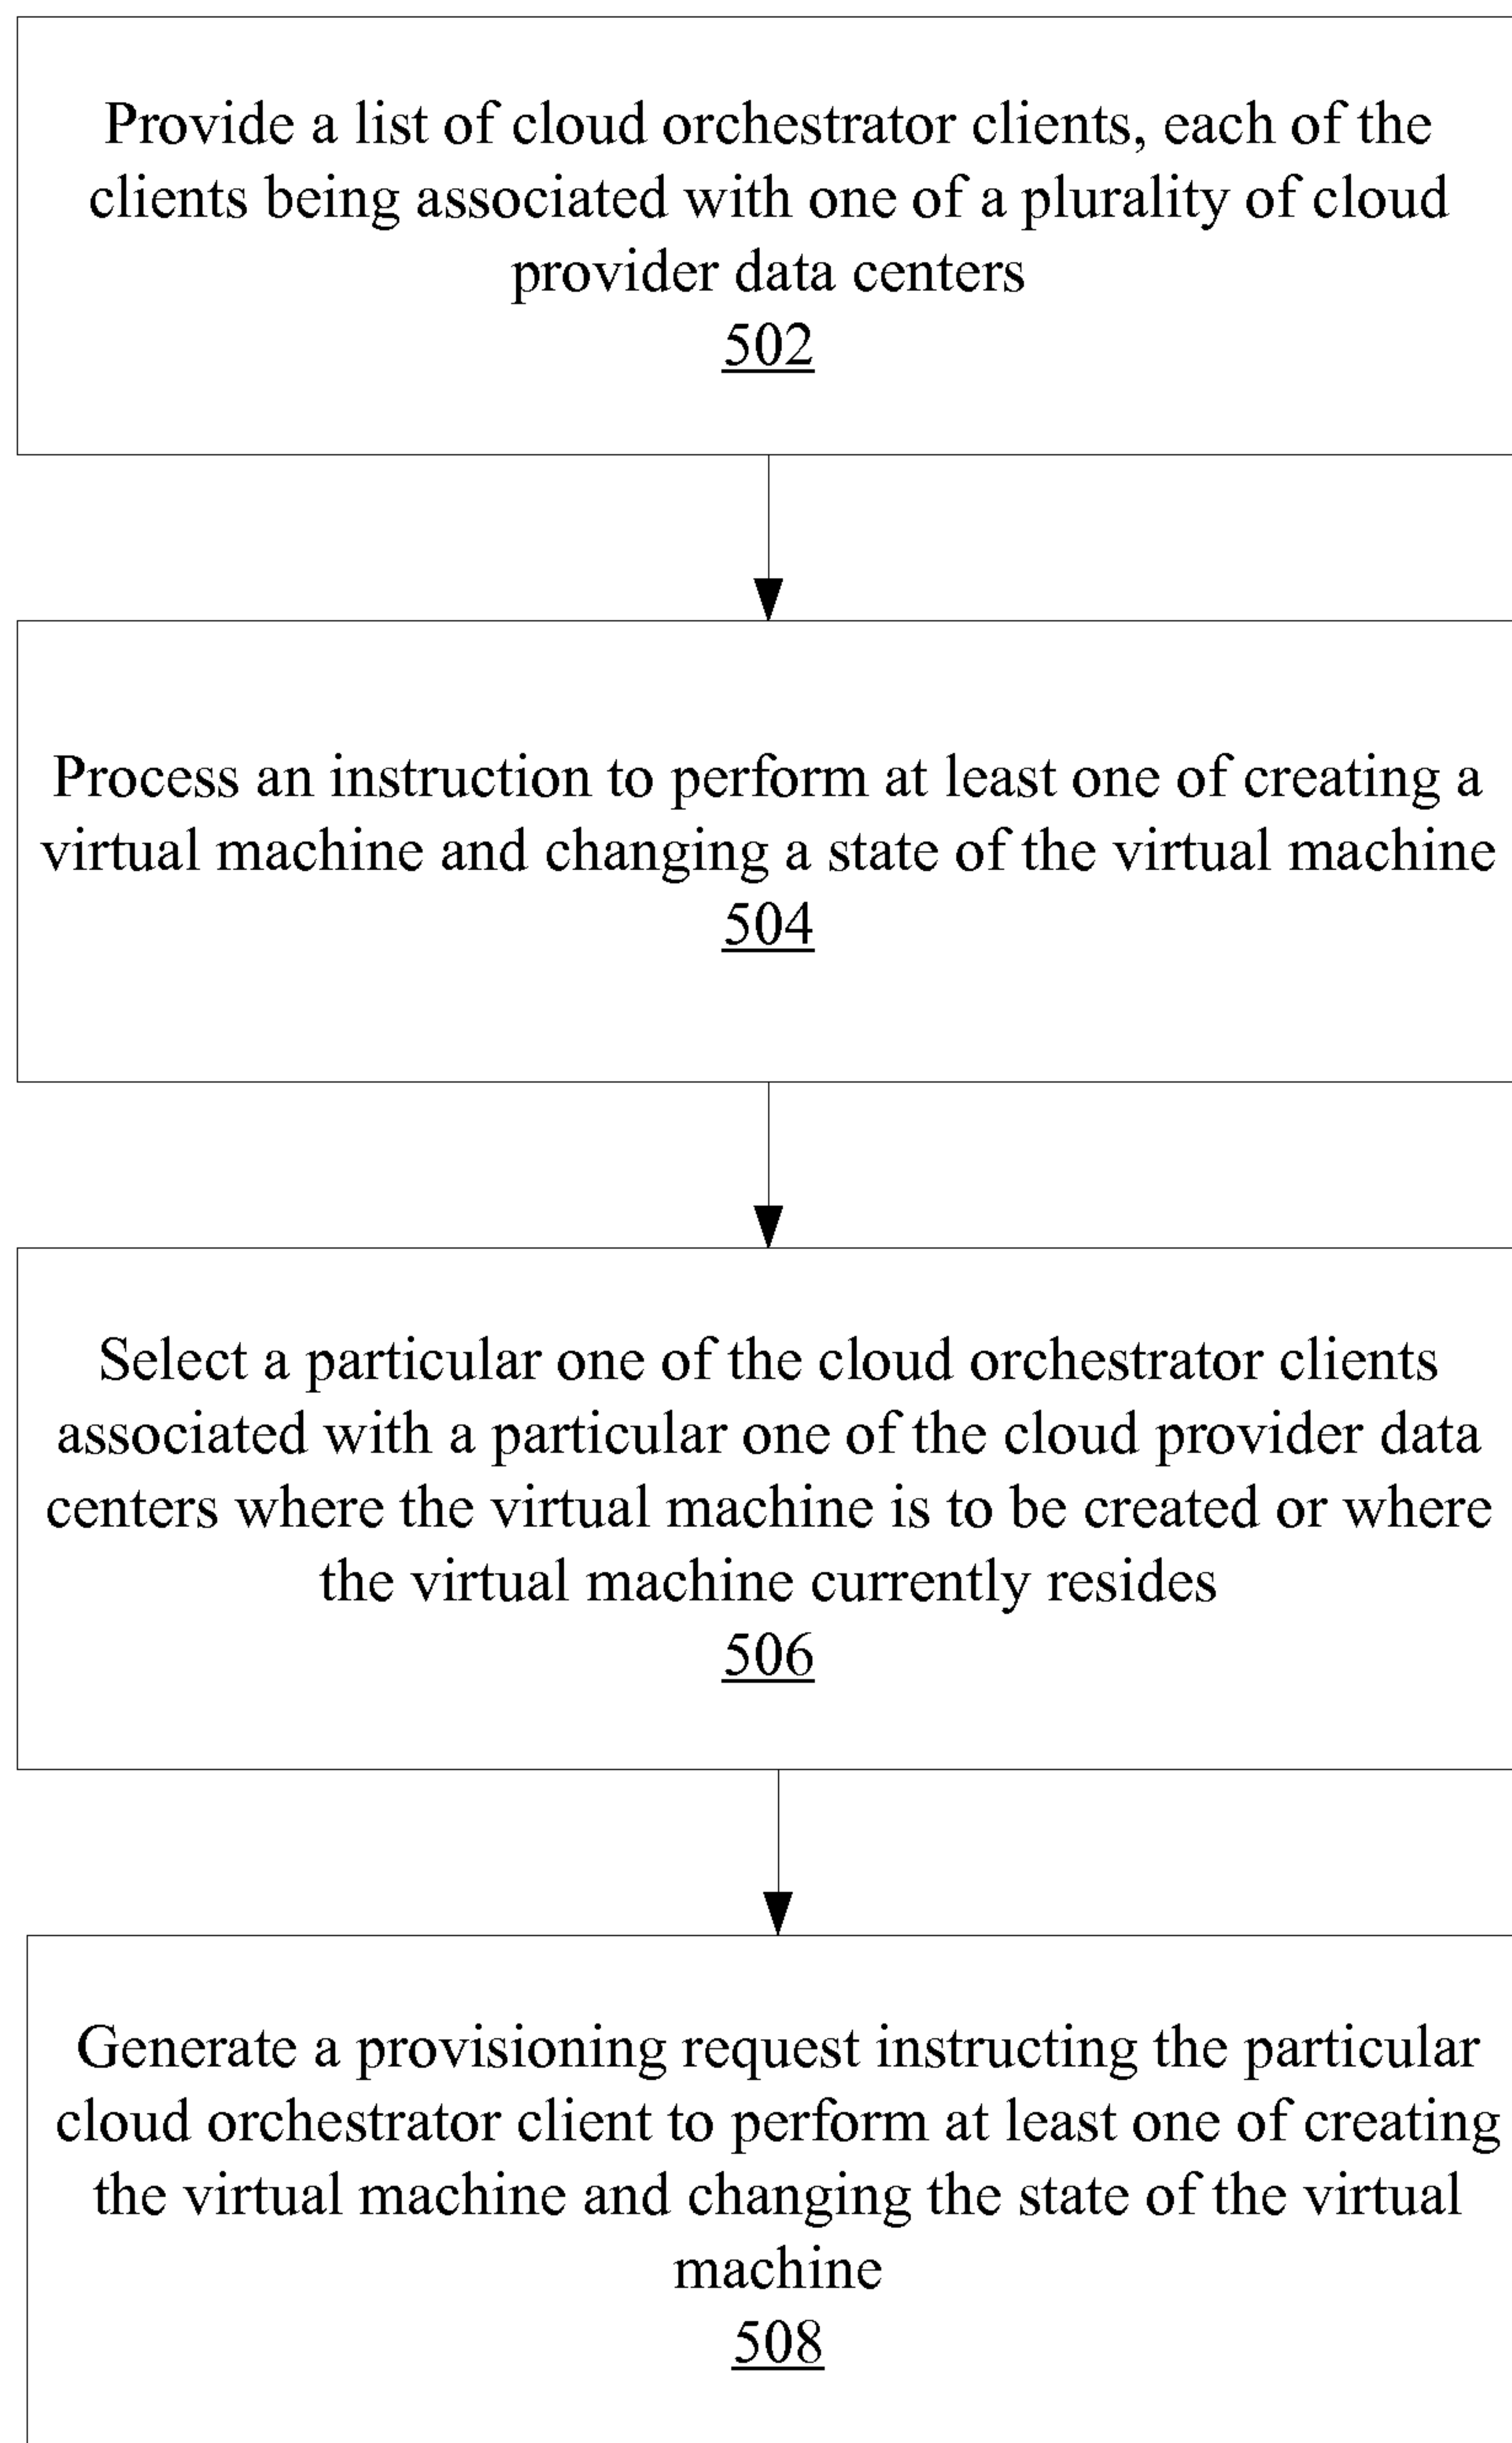 Provide a list of cloud orchestrator clients, each of the
clients being associated with one of a plurality of cloud
provider data centers
502
Process an instruction to perform at least one of creating a
virtual machine and changing a state of the virtual machine
504
Select a particular one of the cloud orchestrator clients
associated with a particular one of the cloud provider data
centers where the virtual machine is to be created or where
the virtual machine currently resides
506
Generate a provisioning request instructing the particular
cloud orchestrator client to perform at least one of creating
the virtual machine and changing the state of the virtual
machine
508